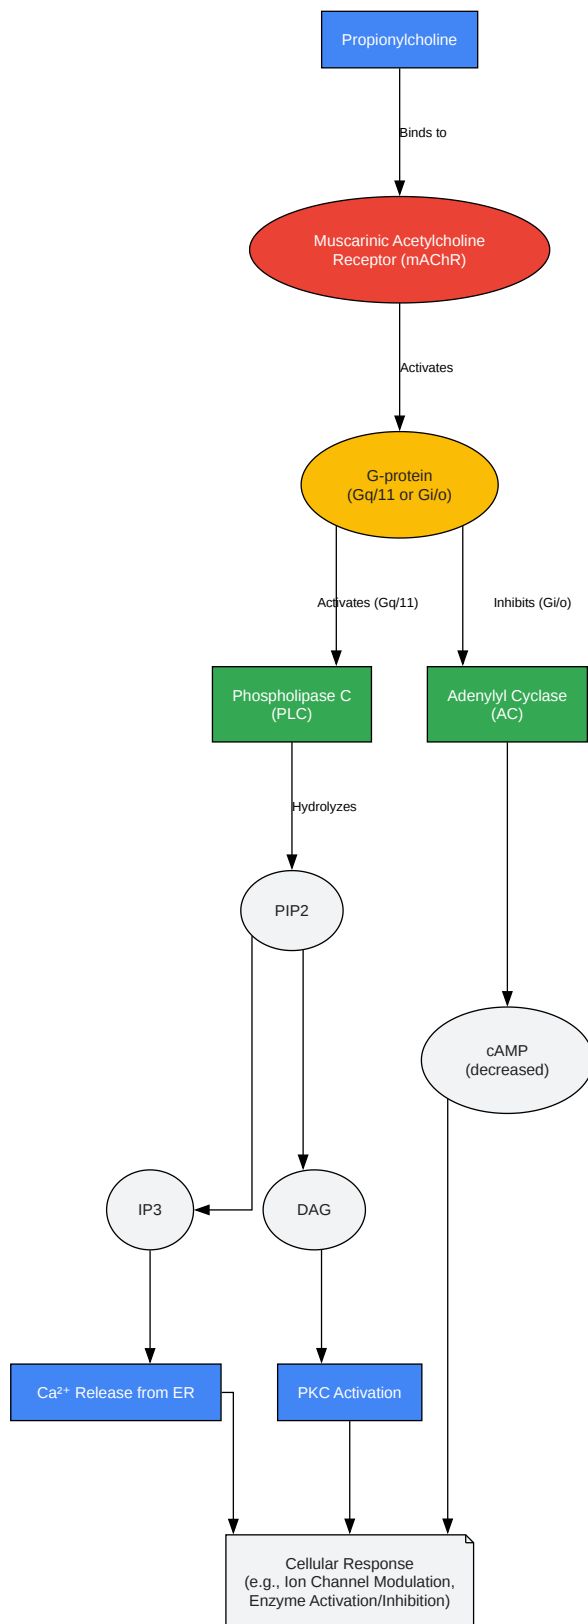 Propionylcholine
Binds to
Muscarinic Acetylcholine
Receptor (mAChR)
Activates
G-protein
(Gq/11 or Gi/o)
Activates (Gq/11)
Inhibits (Gi/o)
Phospholipase C
(PLC)
Adenylyl Cyclase
(AC)
Hydrolyzes
PIP2
cAMP
(decreased)
IP3
DAG
Ca²⁺ Release from ER
PKC Activation
Cellular Response
(e.g., Ion Channel Modulation,
Enzyme Activation/Inhibition)